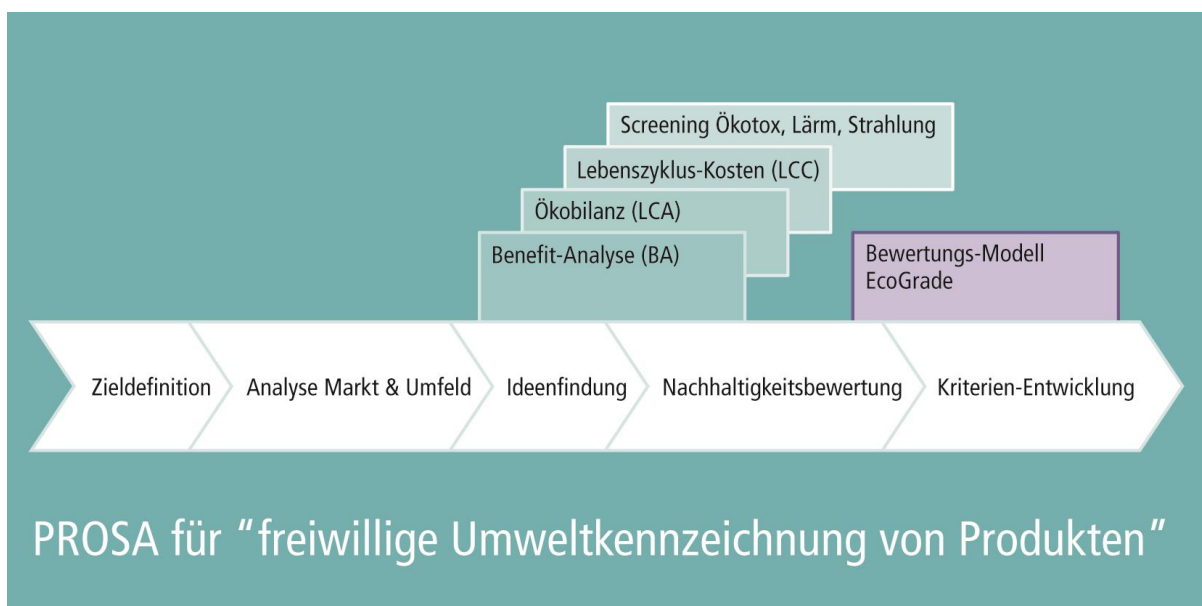 Screening Ökotox, Lärm, Strahlung
Lebenszyklus-Kosten (LCC)
Ökobilanz (LCA)
Benefit-Analyse (BA)
Bewertungs-Modell
EcoGrade
Zieldefinition
Analyse Markt & Umfeld
Ideenfindung
Nachhaltigkeitsbewertung
Kriterien-Entwicklung
PROSA für “freiwillige Umweltkennzeichnung von Produkten”